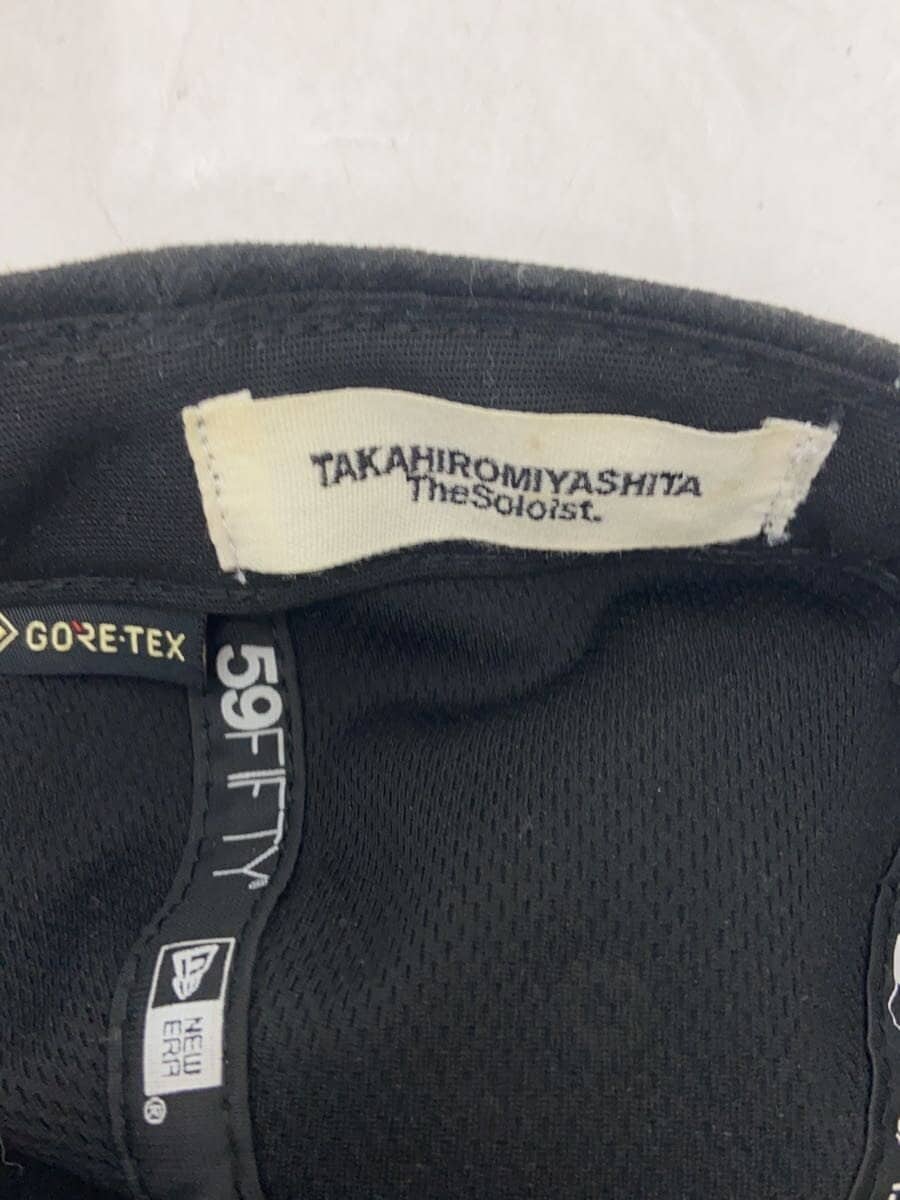 TAKAHIROMIYASHITA
TheSoloist.
GORE-TEX
59FIFTY®
NEW
ERA®